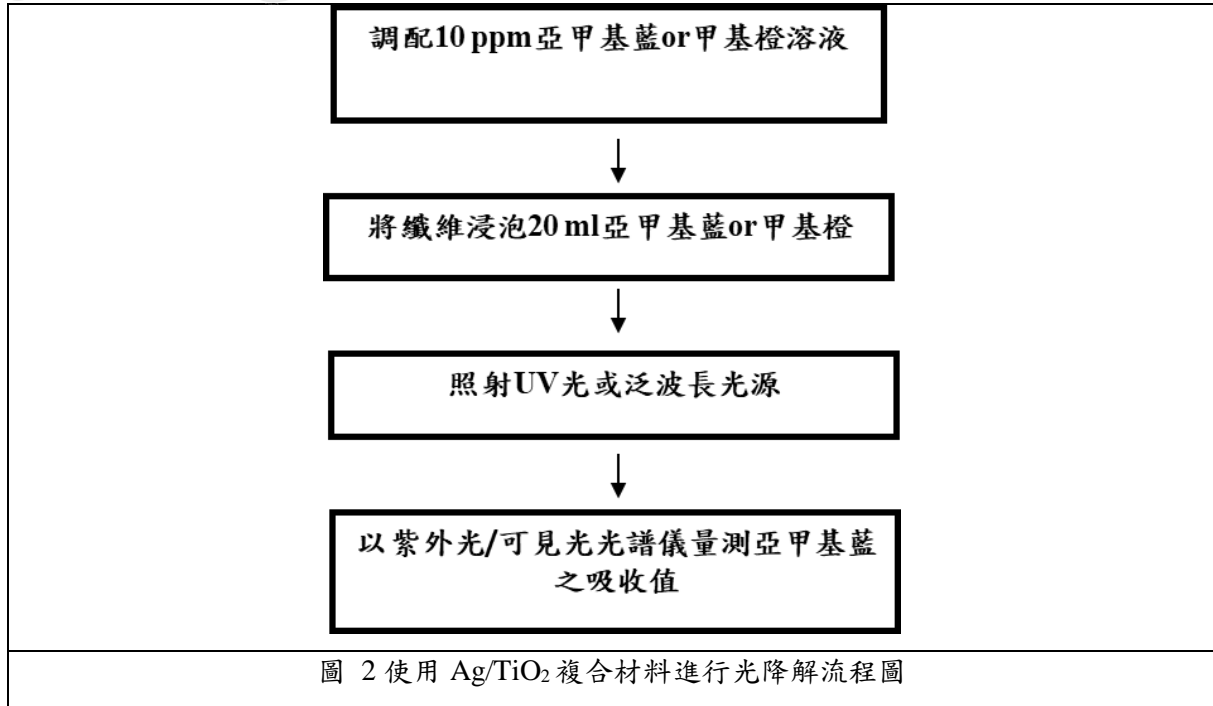 調配10 ppm亞甲基藍or甲基橙溶液
將纖維浸泡20 ml亞甲基藍or甲基橙
照射UV光或泛波長光源
以紫外光/可見光光譜儀量測亞甲基藍
之吸收值
圖 2 使用 Ag/TiO₂ 複合材料進行光降解流程圖